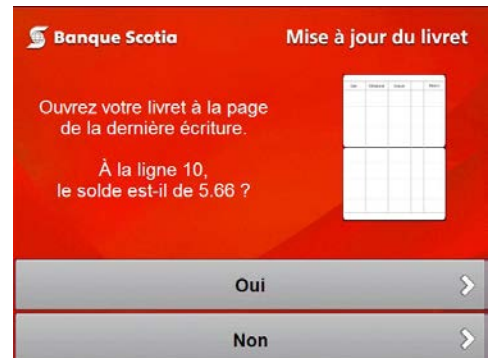 Banque Scotia
Mise à jour du livret
Ouvrez votre livret à la page
de la dernière écriture.
À la ligne 10,
le solde est-il de 5.66 ?
Oui
Non